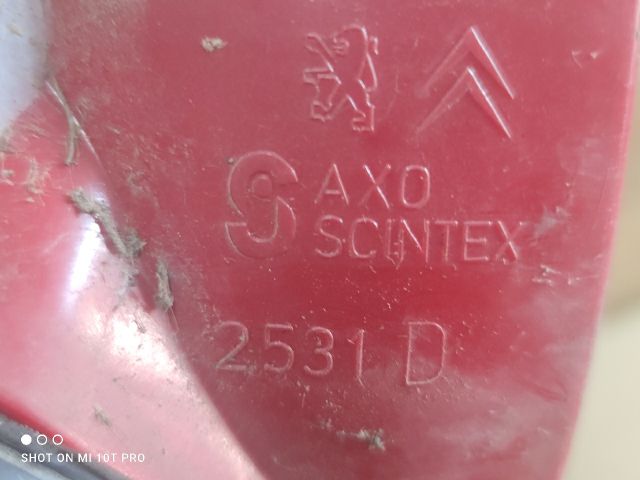 AXO
SCINTEX
2531 D
SHOT ON MI 10T PRO